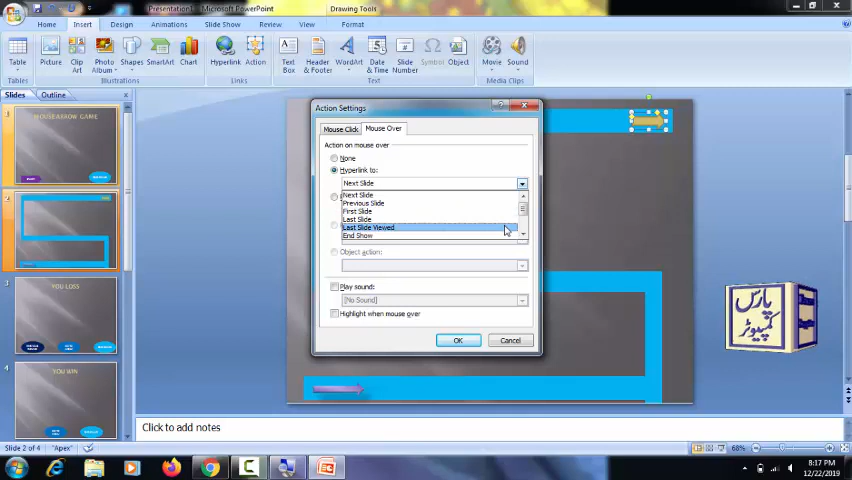 Presentation1 - Microsoft PowerPoint
Drawing Tools
Home
Insert
Design
Animations
Slide Show
Review
View
Format
Table
Picture
Clip Art
Photo Album
Shapes
SmartArt
Chart
Hyperlink
Action
Text Box
Header & Footer
WordArt
Date & Time
Slide Number
Symbol
Object
Movie
Sound
Tables
Illustrations
Links
Text
Media Clips
Slides
Outline
1
MOUSEARROW GAME
2
3
YOU LOSS
4
YOU WIN
Action Settings
Mouse Click
Mouse Over
Action on mouse over
None
Hyperlink to:
Next Slide
Next Slide
Previous Slide
First Slide
Last Slide
Last Slide Viewed
End Show
Object action:
Play sound:
[No Sound]
Highlight when mouse over
OK
Cancel
پارس
کمپیوٹر
Click to add notes
Slide 2 of 4
"Apex"
68%
8:17 PM
12/22/2019